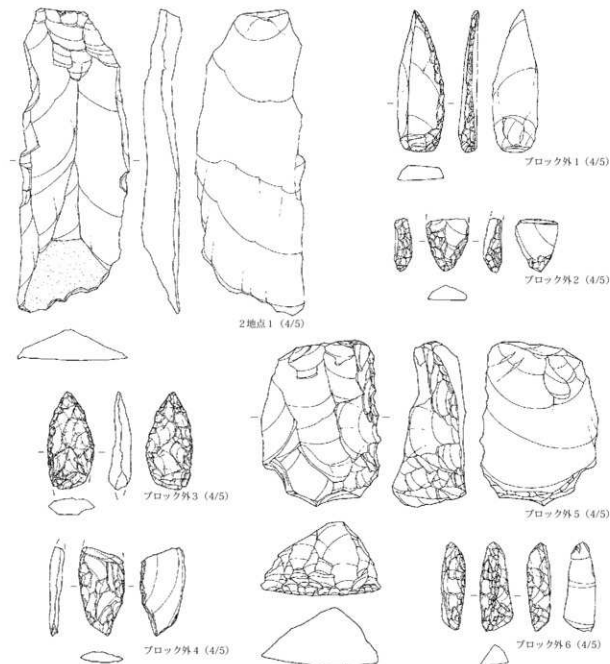 ブロック外1 (4/5)
ブロック外2 (4/5)
2地点1 (4/5)
ブロック外3 (4/5)
ブロック外5 (4/5)
ブロック外4 (4/5)
ブロック外6 (4/5)